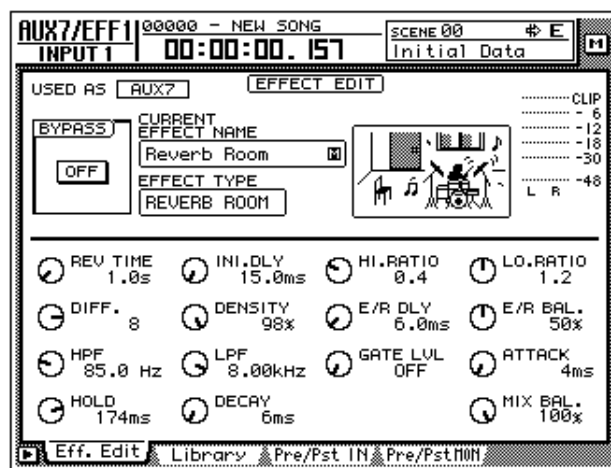 AUX7/EFF1 00000 - NEW SONG SCENE 00 E
INPUT 1 00:00:00.157 Initial Data M
USED AS AUX7 EFFECT EDIT
CLIP
- 6
-12
-18
-30
-48
L R
BYPASS
OFF
CURRENT
EFFECT NAME
Reverb Room M
EFFECT TYPE
REVERB ROOM
REV TIME INI.DLY HI.RATIO LO.RATIO
1.0s 15.0ms 0.4 1.2
DIFF. DENSITY E/R DLY E/R BAL.
8 98% 6.0ms 50%
HPF LPF GATE LVL ATTACK
85.0 Hz 8.00kHz OFF 4ms
HOLD DECAY MIX BAL.
174ms 6ms 100%
Eff. Edit Library Pre/Pst IN Pre/PstMON